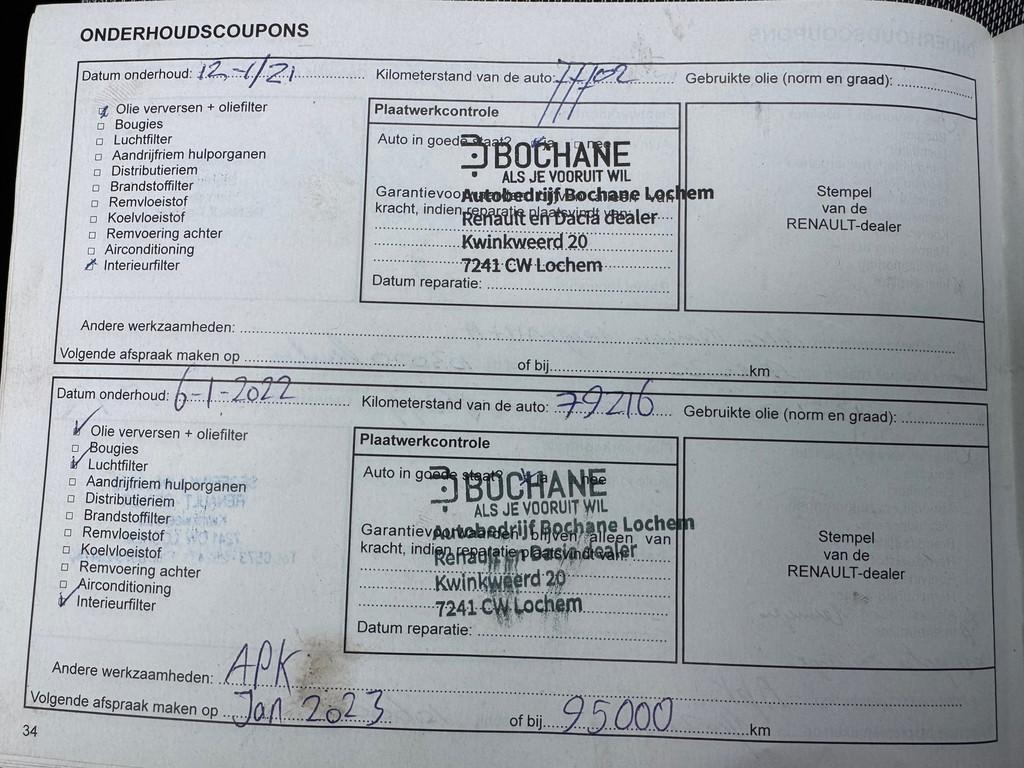 ONDERHOUDSCOUPONS
Datum onderhoud: 12-1/21 Kilometerstand van de auto: 77102 Gebruikte olie (norm en graad):
Olie verversen + oliefilter
Bougies
Luchtfilter
Aandrijfriem hulporganen
Distributieriem
Brandstoffilter
Remvloeistof
Koelvloeistof
Remvoering achter
Airconditioning
Interieurfilter
Plaatwerkcontrole
Auto in goede staat? ja nee
BOCHANE
ALS JE VOORUIT WIL
Autobedrijf Bochane Lochem
Renault en Dacia dealer
Kwinkweerd 20
7241 CW Lochem
kracht, indien reparatie plaatsvindt van:
Datum reparatie:
Stempel
van de
RENAULT-dealer
Andere werkzaamheden:
Volgende afspraak maken op of bij km
Datum onderhoud: 6-1-2022 Kilometerstand van de auto: 79216 Gebruikte olie (norm en graad):
Olie verversen + oliefilter
Bougies
Luchtfilter
Aandrijfriem hulporganen
Distributieriem
Brandstoffilter
Remvloeistof
Koelvloeistof
Remvoering achter
Airconditioning
Interieurfilter
Plaatwerkcontrole
Auto in goede staat? ja nee
BOCHANE
ALS JE VOORUIT WIL
Autobedrijf Bochane Lochem
Renault en Dacia dealer
Kwinkweerd 20
7241 CW Lochem
Garantievoorwaarden blijven alleen van
kracht, indien reparatie plaatsvindt van:
Datum reparatie:
Stempel
van de
RENAULT-dealer
Andere werkzaamheden: APK
Volgende afspraak maken op Jan 2023 of bij 95000 km
34